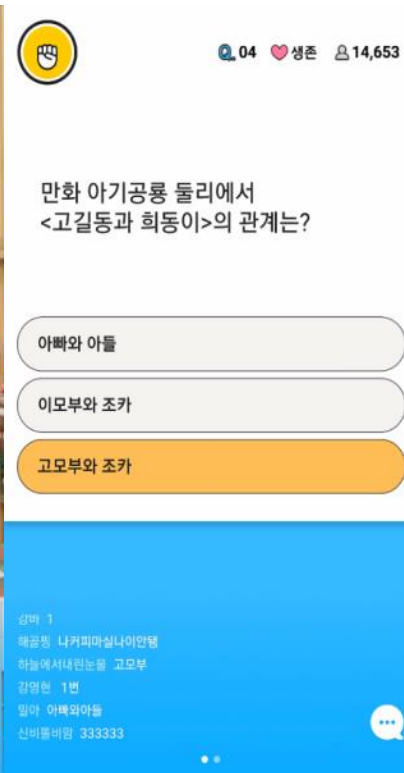 Q. 04 생존 14,653
만화 아기공룡 둘리에서
<고길동과 희동이>의 관계는?
아빠와 아들
이모부와 조카
고모부와 조카
감바 1
해골찡 나커피마실나이안됌
하늘에서내린눈물 고모부
강영현 1번
밀아 아빠와아들
신비똘비맘 333333